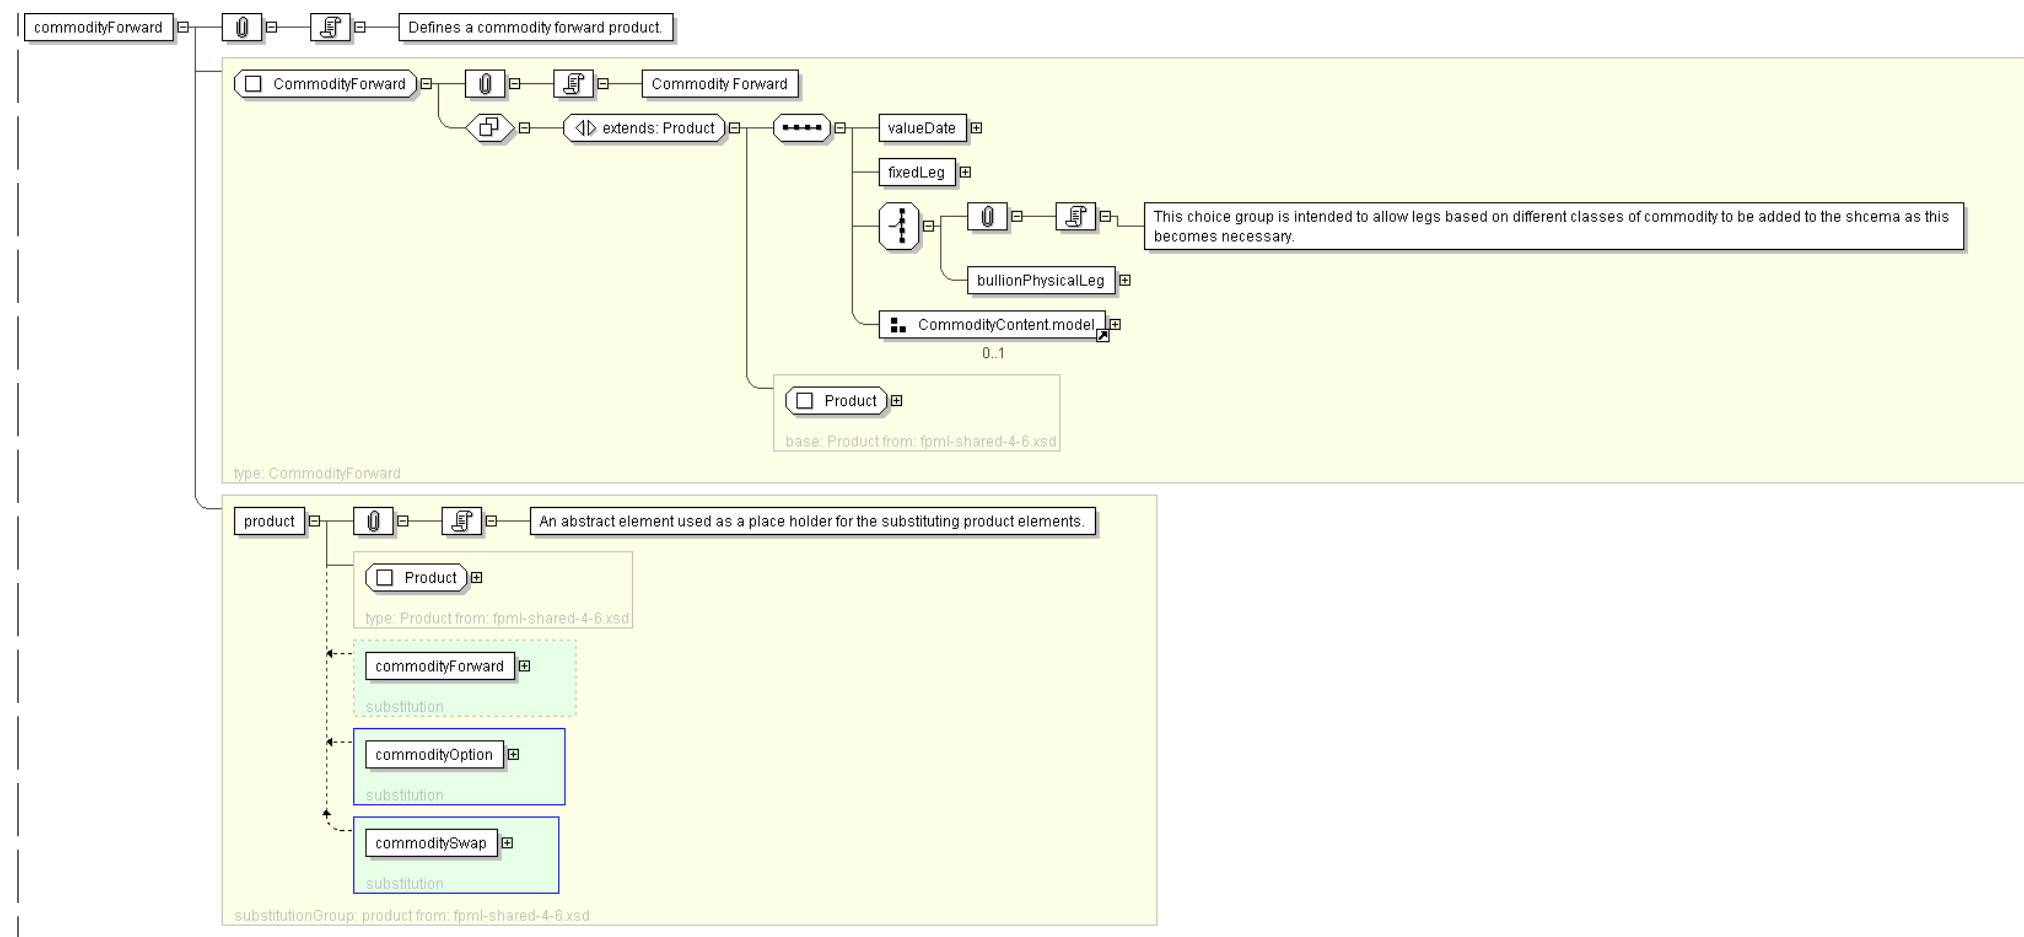 commodityForward
Defines a commodity forward product.
CommodityForward
Commodity Forward
extends: Product
valueDate
fixedLeg
This choice group is intended to allow legs based on different classes of commodity to be added to the shcema as this
becomes necessary.
bullionPhysicalLeg
CommodityContent.model
0..1
Product
base: Product from: fpml-shared-4-6.xsd
type: CommodityForward
product
An abstract element used as a place holder for the substituting product elements.
Product
type: Product from: fpml-shared-4-6.xsd
commodityForward
substitution
commodityOption
substitution
commoditySwap
substitution
substitutionGroup: product from: fpml-shared-4-6.xsd